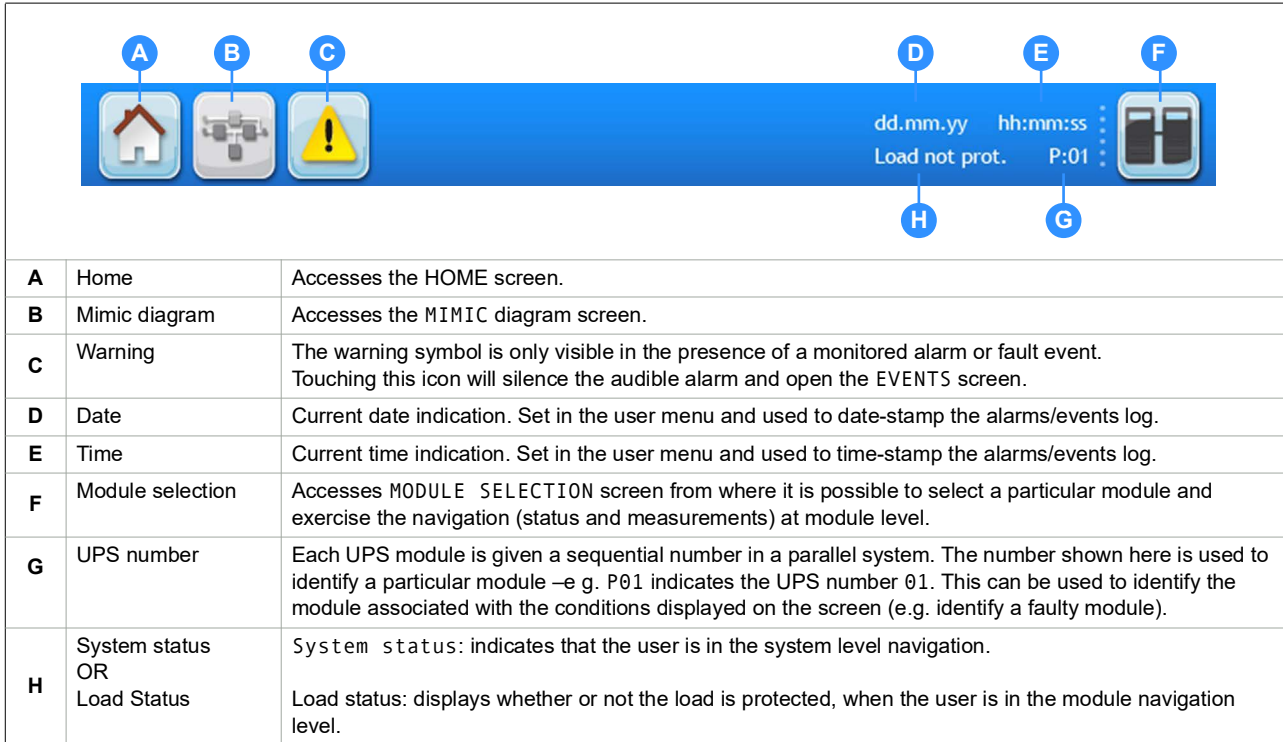 A B C D E F
dd.mm.yy hh:mm:ss
Load not prot. P:01
H G
A Home Accesses the HOME screen.
B Mimic diagram Accesses the MIMIC diagram screen.
C Warning The warning symbol is only visible in the presence of a monitored alarm or fault event.
Touching this icon will silence the audible alarm and open the EVENTS screen.
D Date Current date indication. Set in the user menu and used to date-stamp the alarms/events log.
E Time Current time indication. Set in the user menu and used to time-stamp the alarms/events log.
F Module selection Accesses MODULE SELECTION screen from where it is possible to select a particular module and
exercise the navigation (status and measurements) at module level.
G UPS number Each UPS module is given a sequential number in a parallel system. The number shown here is used to
identify a particular module –e g. P01 indicates the UPS number 01. This can be used to identify the
module associated with the conditions displayed on the screen (e.g. identify a faulty module).
H System status System status: indicates that the user is in the system level navigation.
OR
Load Status Load status: displays whether or not the load is protected, when the user is in the module navigation
level.